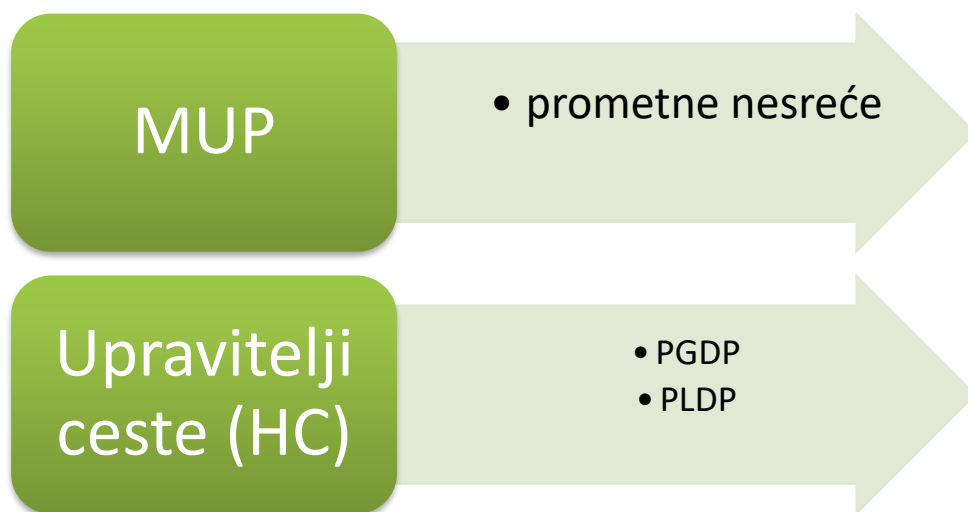 MUP
• prometne nesreće
Upravitelji
ceste (HC)
• PGDP
• PLDP